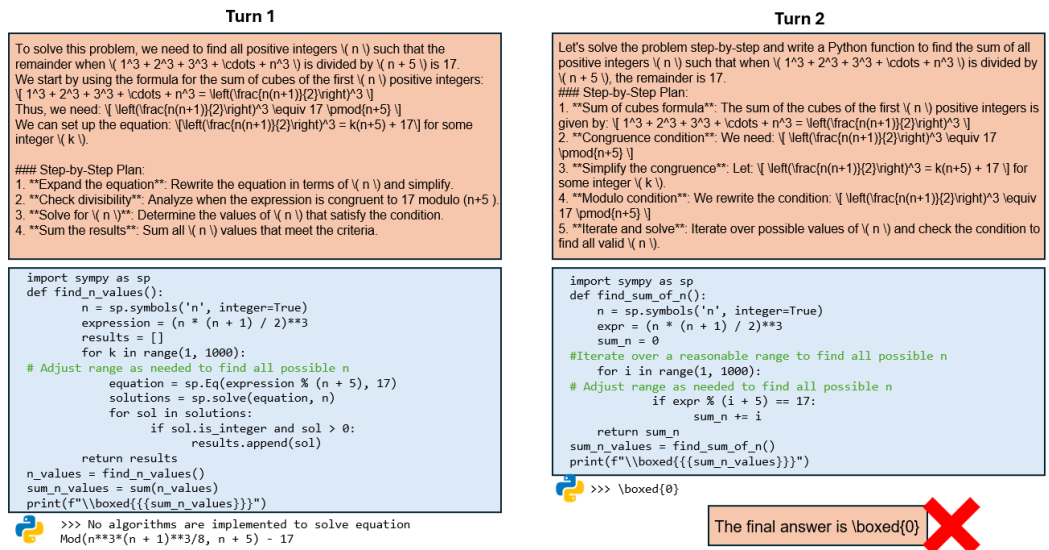 Turn 1
To solve this problem, we need to find all positive integers \( n \) such that the
remainder when \( 1^3 + 2^3 + 3^3 + \cdots + n^3 \) is divided by \( n + 5 \) is 17.
We start by using the formula for the sum of cubes of the first \( n \) positive integers:
\[ 1^3 + 2^3 + 3^3 + \cdots + n^3 = \left(\frac{n(n+1)}{2}\right)^3 \]
Thus, we need: \[ \left(\frac{n(n+1)}{2}\right)^3 \equiv 17 \pmod{n+5} \]
We can set up the equation: \[\left(\frac{n(n+1)}{2}\right)^3 = k(n+5) + 17\] for some
integer \( k \).
### Step-by-Step Plan:
1. **Expand the equation**: Rewrite the equation in terms of \( n \) and simplify.
2. **Check divisibility**: Analyze when the expression is congruent to 17 modulo (n+5 ).
3. **Solve for \( n \)**: Determine the values of \( n \) that satisfy the condition.
4. **Sum the results**: Sum all \( n \) values that meet the criteria.
import sympy as sp
def find_n_values():
n = sp.symbols('n', integer=True)
expression = (n * (n + 1) / 2)**3
results = []
for k in range(1, 1000):
# Adjust range as needed to find all possible n
equation = sp.Eq(expression % (n + 5), 17)
solutions = sp.solve(equation, n)
for sol in solutions:
if sol.is_integer and sol > 0:
results.append(sol)
return results
n_values = find_n_values()
sum_n_values = sum(n_values)
print(f"\\boxed{{{sum_n_values}}}")
>>> No algorithms are implemented to solve equation
Mod(n**3*(n + 1)**3/8, n + 5) - 17
Turn 2
Let's solve the problem step-by-step and write a Python function to find the sum of all
positive integers \( n \) such that when \( 1^3 + 2^3 + 3^3 + \cdots + n^3 \) is divided by
\( n + 5 \), the remainder is 17.
### Step-by-Step Plan:
1. **Sum of cubes formula**: The sum of the cubes of the first \( n \) positive integers is
given by: \[ 1^3 + 2^3 + 3^3 + \cdots + n^3 = \left(\frac{n(n+1)}{2}\right)^3 \]
2. **Congruence condition**: We need: \[ \left(\frac{n(n+1)}{2}\right)^3 \equiv 17
\pmod{n+5} \]
3. **Simplify the congruence**: Let: \[ \left(\frac{n(n+1)}{2}\right)^3 = k(n+5) + 17 \] for
some integer \( k \).
4. **Modulo condition**: We rewrite the condition: \[ \left(\frac{n(n+1)}{2}\right)^3 \equiv
17 \pmod{n+5} \]
5. **Iterate and solve**: Iterate over possible values of \( n \) and check the condition to
find all valid \( n \).
import sympy as sp
def find_sum_of_n():
n = sp.symbols('n', integer=True)
expr = (n * (n + 1) / 2)**3
sum_n = 0
#Iterate over a reasonable range to find all possible n
for i in range(1, 1000):
# Adjust range as needed to find all possible n
if expr % (i + 5) == 17:
sum_n += i
return sum_n
sum_n_values = find_sum_of_n()
print(f"\\boxed{{{sum_n_values}}}")
>>> \boxed{0}
The final answer is \boxed{0}